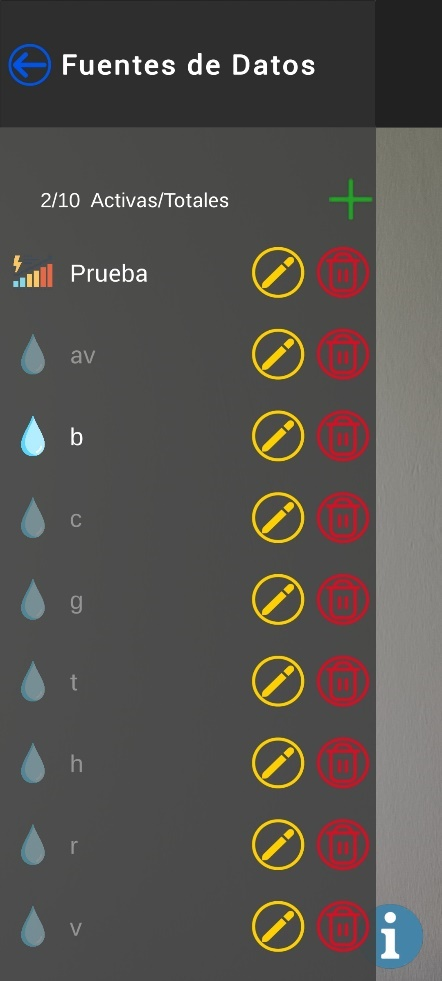 Fuentes de Datos
2/10 Activas/Totales
Prueba
av
b
c
g
t
h
r
v
i